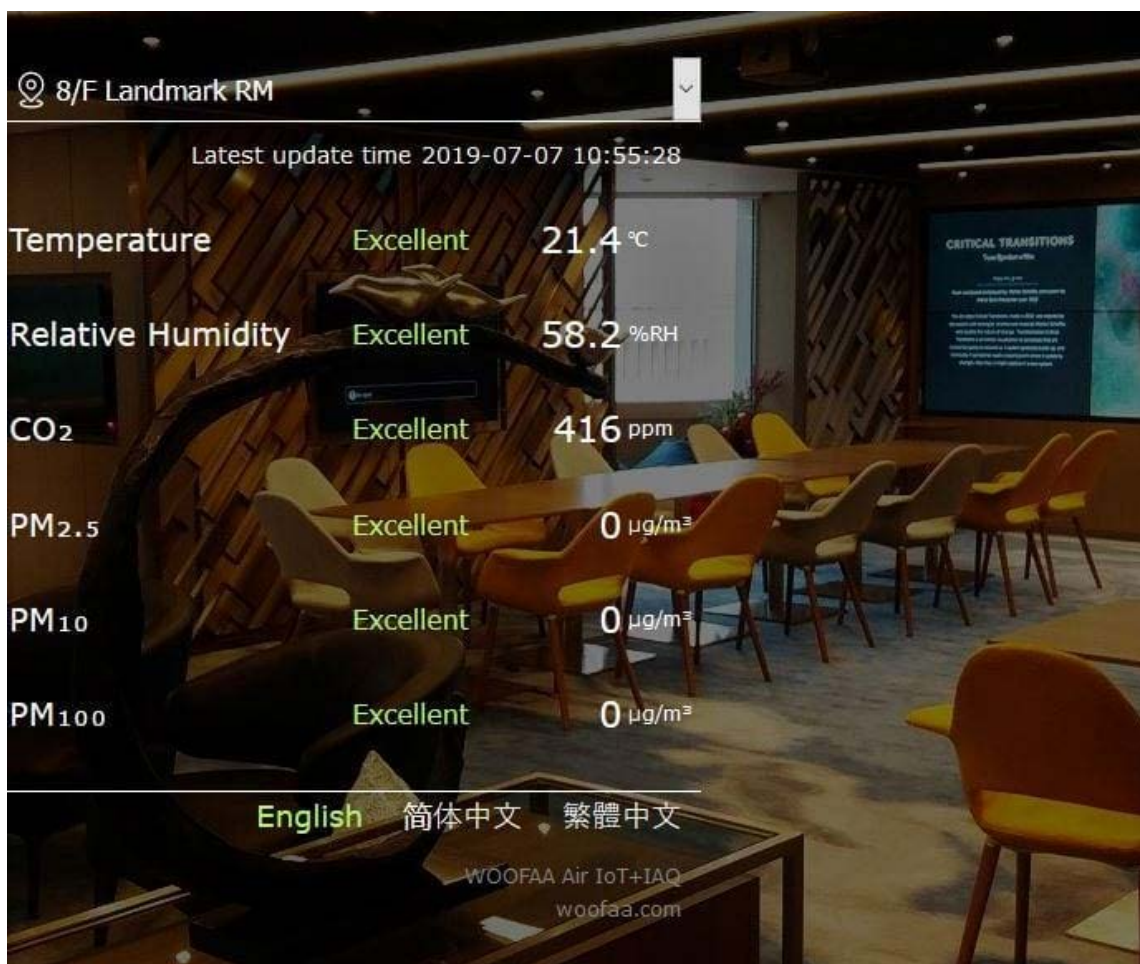 8/F Landmark RM
Latest update time 2019-07-07 10:55:28
Temperature Excellent 21.4 ℃
Relative Humidity Excellent 58.2 %RH
CO₂ Excellent 416 ppm
PM₂.₅ Excellent 0 µg/m³
PM₁₀ Excellent 0 µg/m³
PM₁₀₀ Excellent 0 µg/m³
English 简体中文 繁體中文
WOOFAA Air IoT+IAQ
woofaa.com
CRITICAL TRANSITIONS